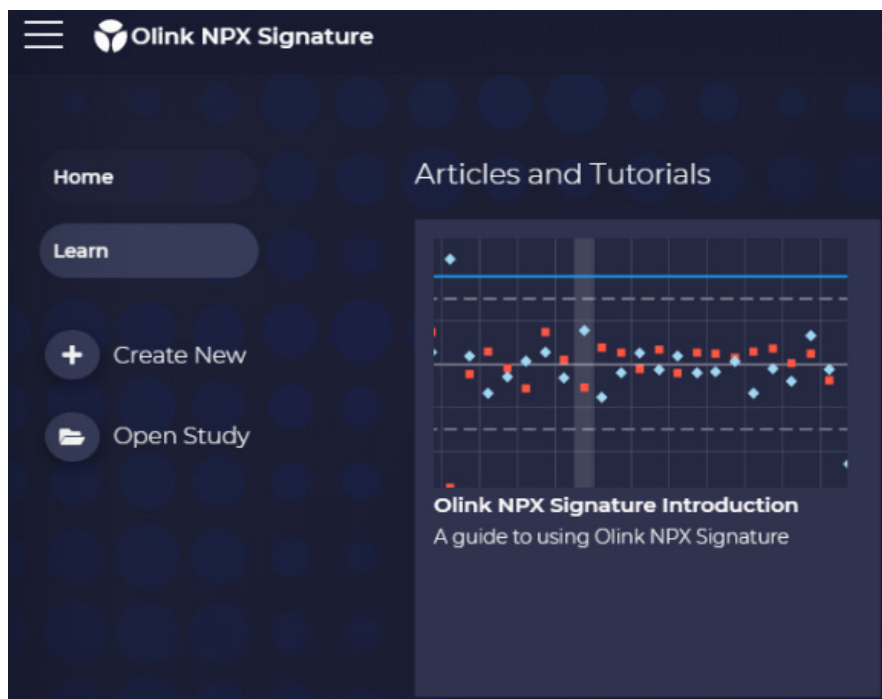 Olink NPX Signature
Home
Learn
Create New
Open Study
Articles and Tutorials
Olink NPX Signature Introduction
A guide to using Olink NPX Signature